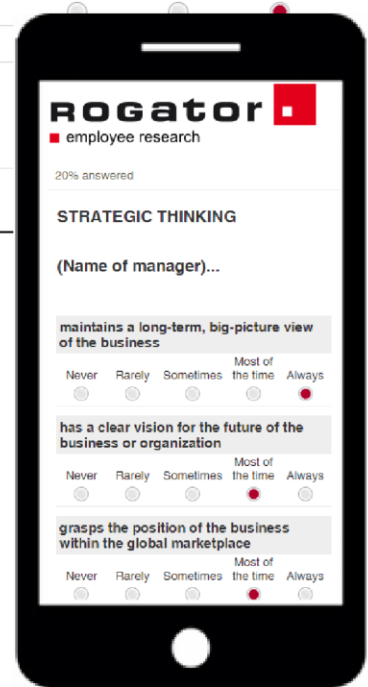 ROGator
employee research
20% answered
STRATEGIC THINKING
(Name of manager)...
maintains a long-term, big-picture view
of the business
Never Rarely Sometimes Most of the time Always
has a clear vision for the future of the
business or organization
Never Rarely Sometimes Most of the time Always
grasps the position of the business
within the global marketplace
Never Rarely Sometimes Most of the time Always